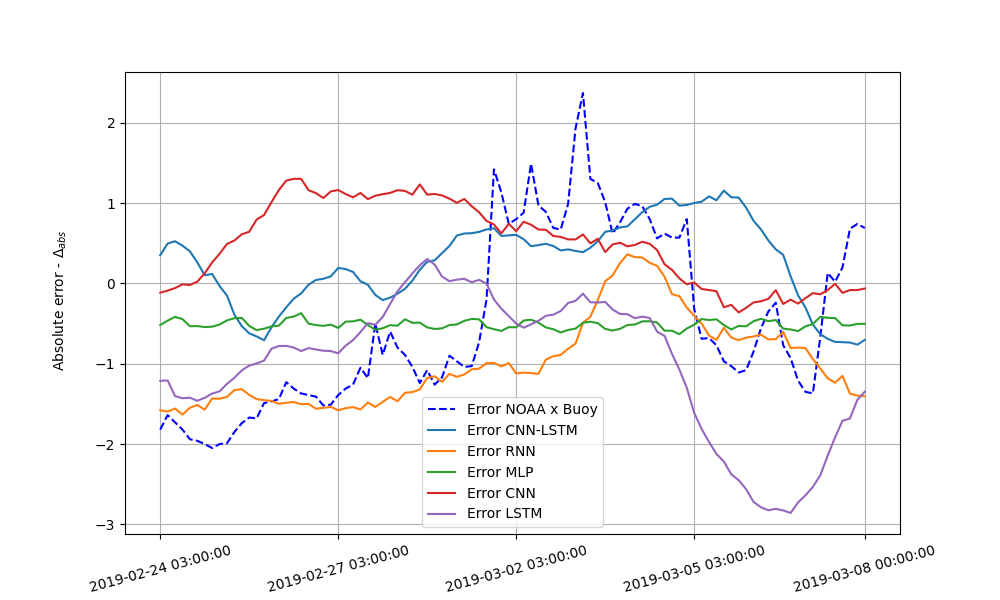 Absolute error - Δabs
2
1
0
−1
−2
−3
Error NOAA x Buoy
Error CNN-LSTM
Error RNN
Error MLP
Error CNN
Error LSTM
2019-02-24 03:00:00
2019-02-27 03:00:00
2019-03-02 03:00:00
2019-03-05 03:00:00
2019-03-08 00:00:00